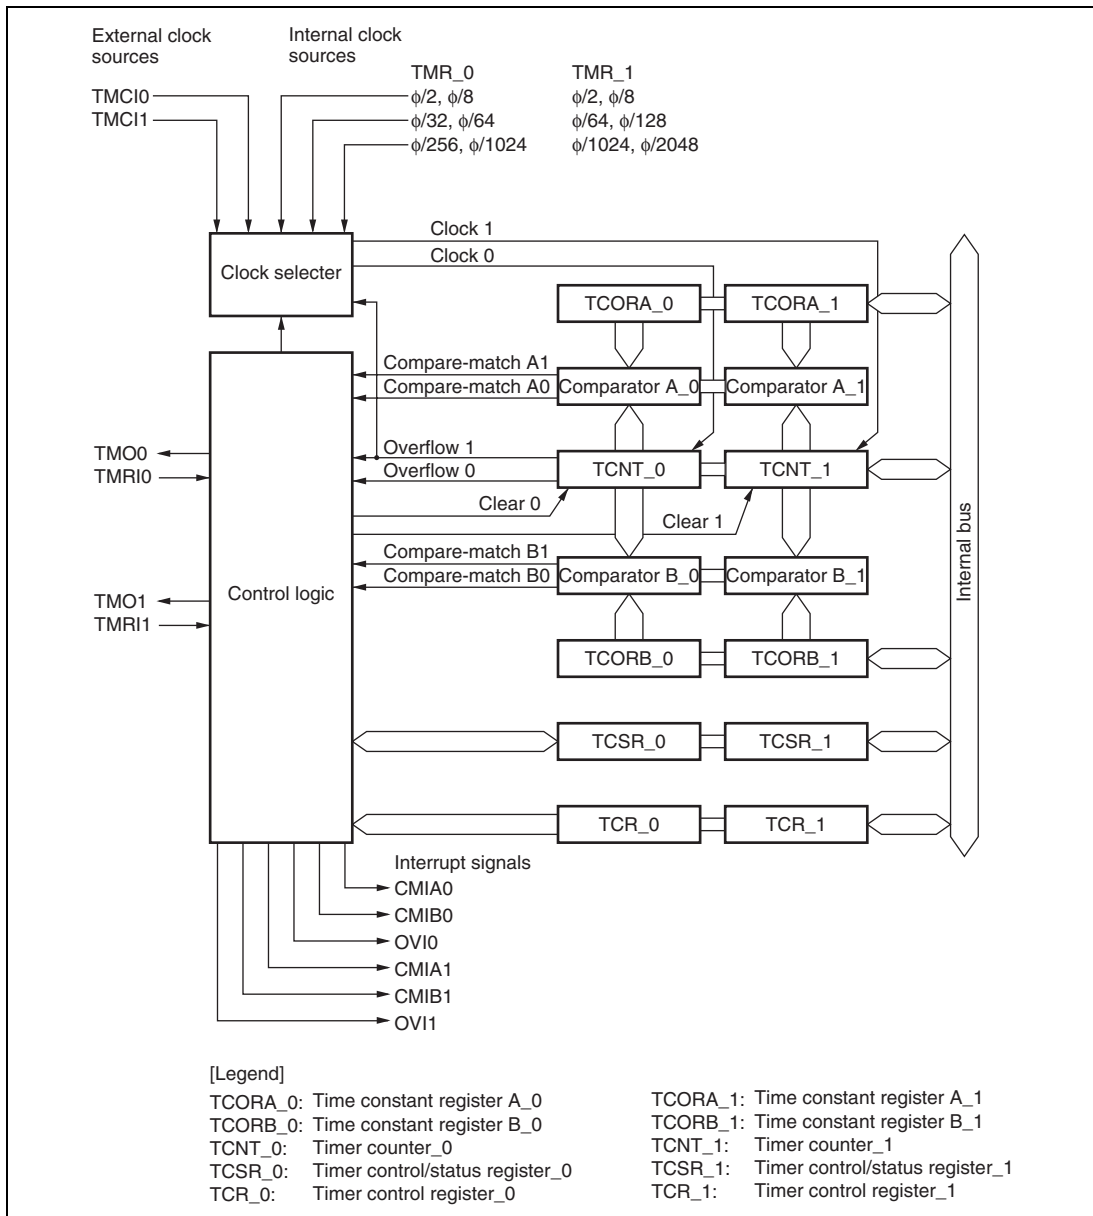 External clock
sources
Internal clock
sources
TMR_0
TMR_1
TMCI0
ϕ/2, ϕ/8
ϕ/2, ϕ/8
TMCI1
ϕ/32, ϕ/64
ϕ/64, ϕ/128
ϕ/256, ϕ/1024
ϕ/1024, ϕ/2048
Clock 1
Clock 0
Clock selecter
TCORA_0
TCORA_1
Compare-match A1
Compare-match A0
Comparator A_0
Comparator A_1
TMO0
TMRI0
Overflow 1
Overflow 0
TCNT_0
TCNT_1
Clear 0
Clear 1
Compare-match B1
Compare-match B0
Comparator B_0
Comparator B_1
Control logic
TMO1
TMRI1
Internal bus
TCORB_0
TCORB_1
TCSR_0
TCSR_1
TCR_0
TCR_1
Interrupt signals
CMIA0
CMIB0
OVI0
CMIA1
CMIB1
OVI1
[Legend]
TCORA_0: Time constant register A_0
TCORB_0: Time constant register B_0
TCNT_0: Timer counter_0
TCSR_0: Timer control/status register_0
TCR_0: Timer control register_0
TCORA_1: Time constant register A_1
TCORB_1: Time constant register B_1
TCNT_1: Timer counter_1
TCSR_1: Timer control/status register_1
TCR_1: Timer control register_1